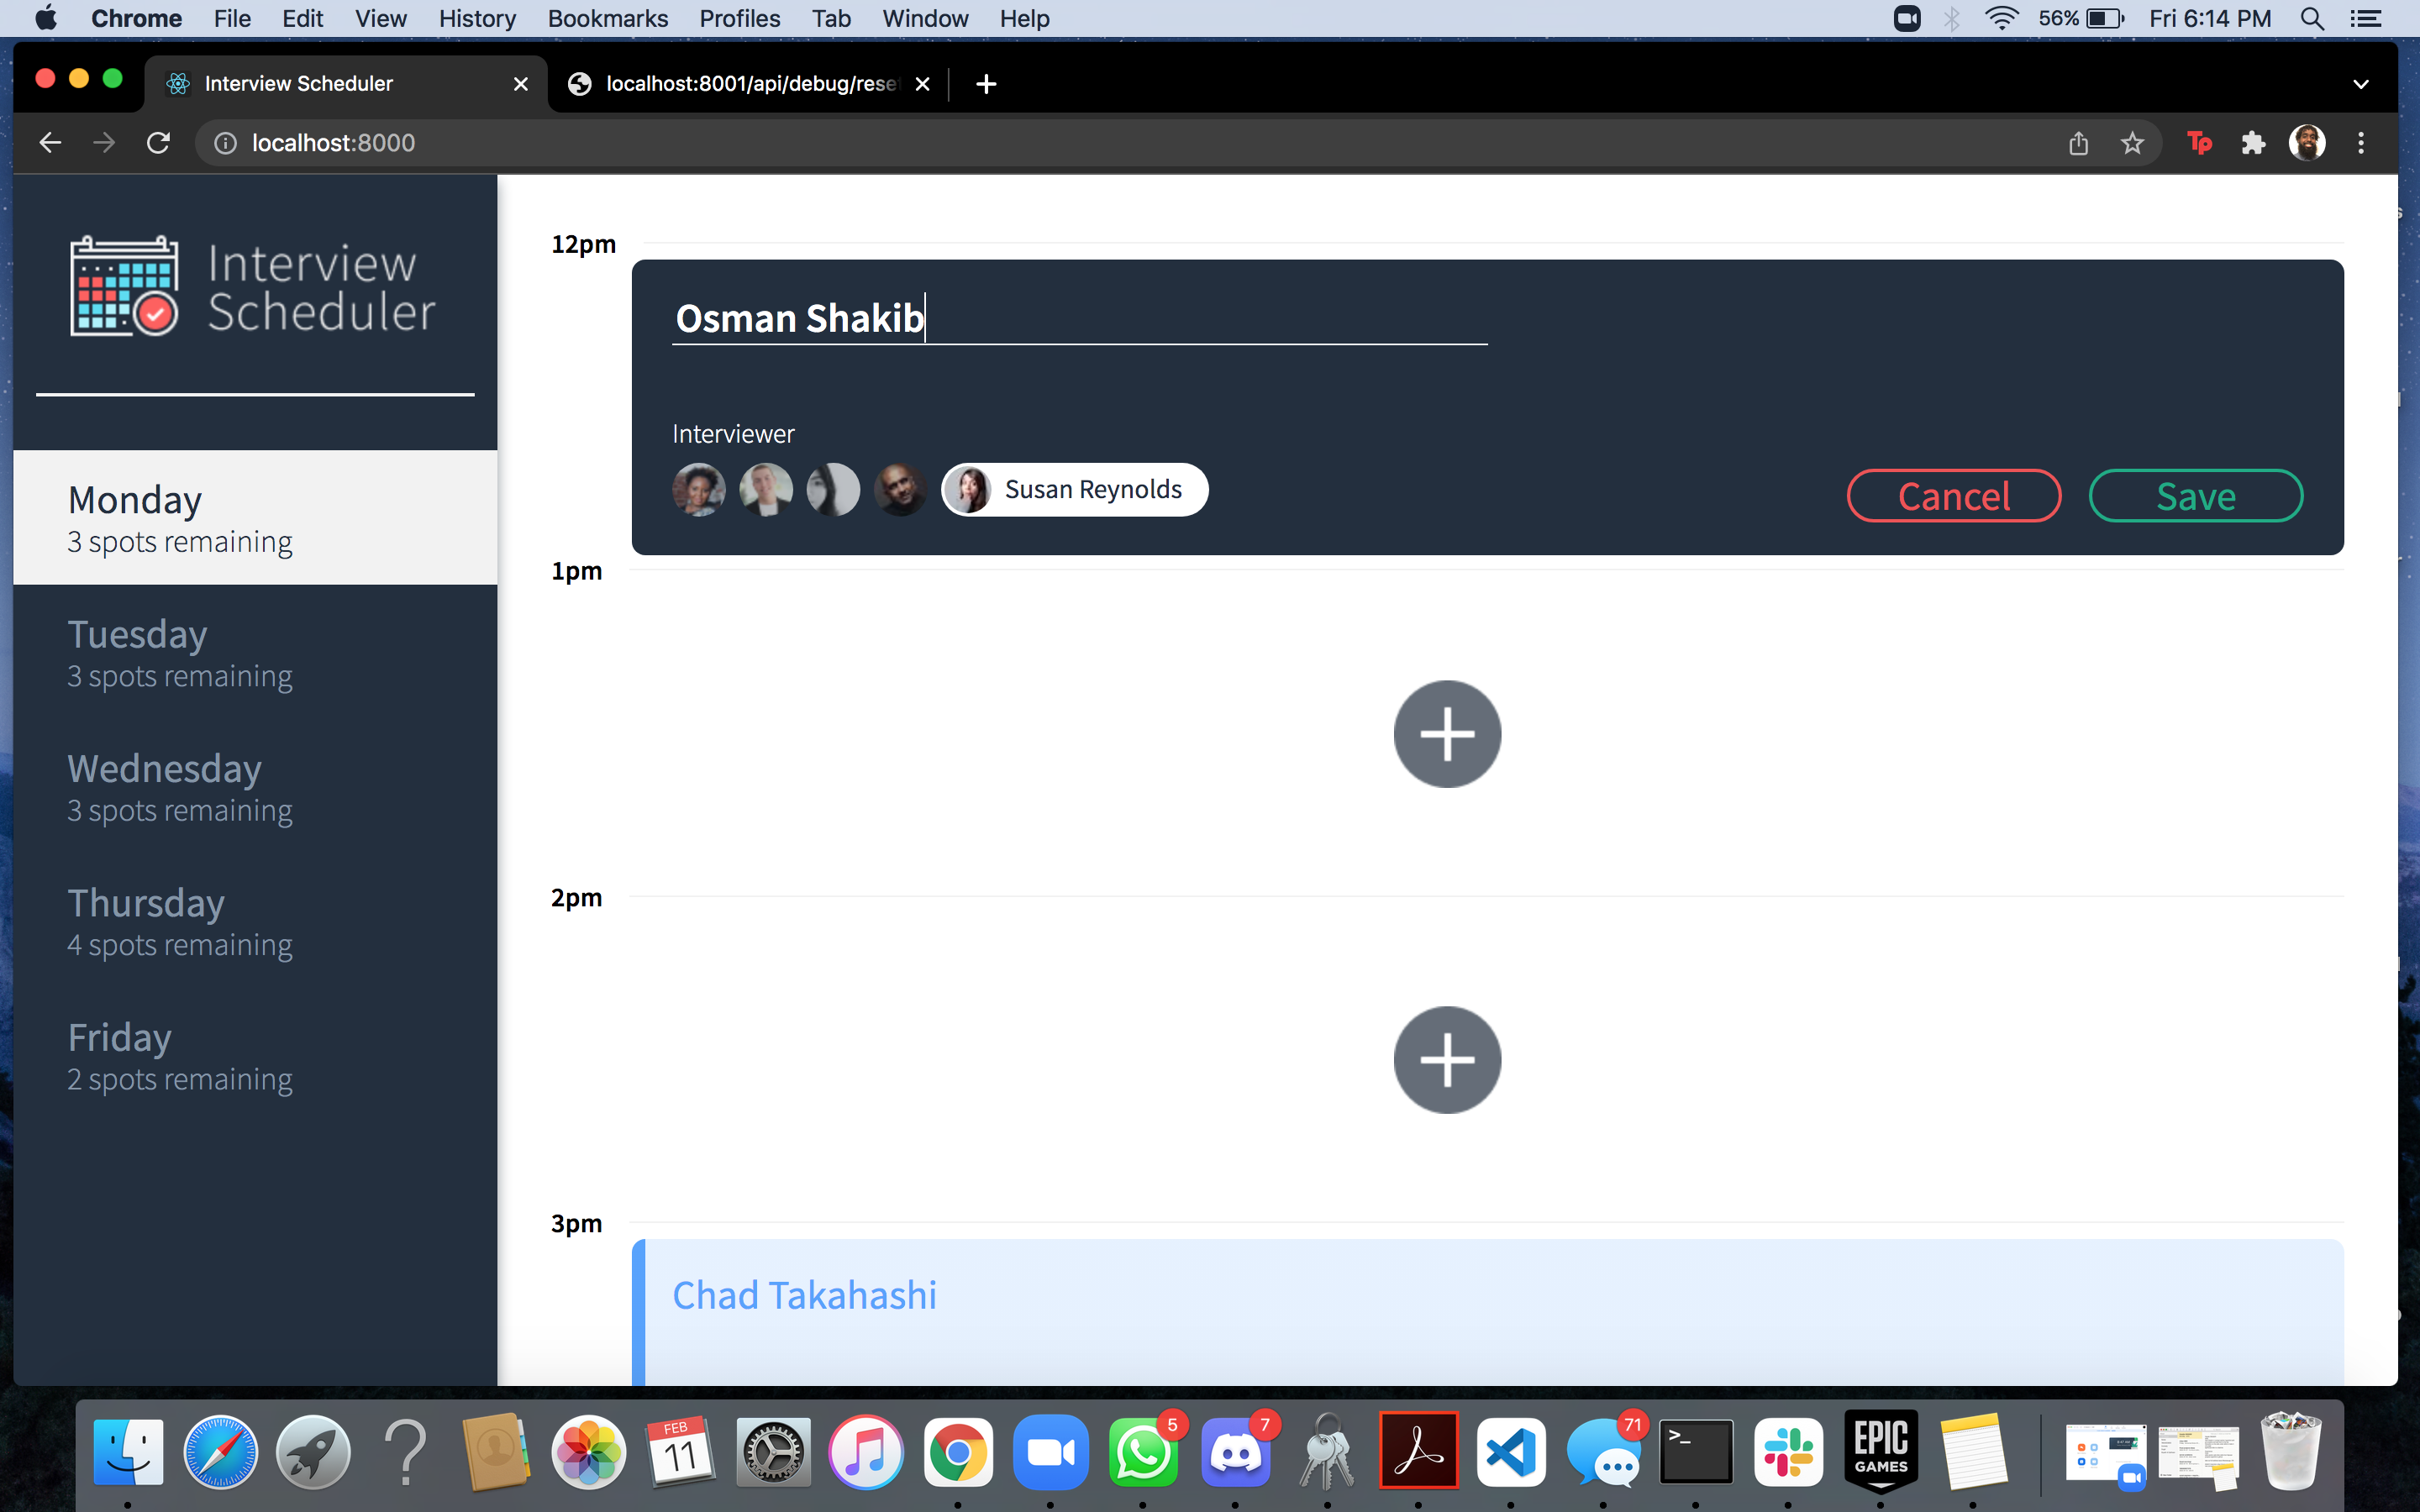 Chrome File Edit View History Bookmarks Profiles Tab Window Help 56% Fri 6:14 PM
Interview Scheduler localhost:8001/api/debug/reset
localhost:8000 Tp
Interview
Scheduler
Monday
3 spots remaining
Tuesday
3 spots remaining
Wednesday
3 spots remaining
Thursday
4 spots remaining
Friday
2 spots remaining
12pm
Osman Shakib
Interviewer
Susan Reynolds
Cancel Save
1pm
2pm
3pm
Chad Takahashi
FEB
11
5
7
71
>_
EPIC
GAMES